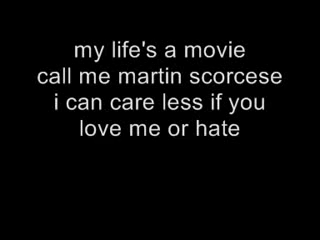 my life's a movie
call me martin scorcese
i can care less if you
love me or hate